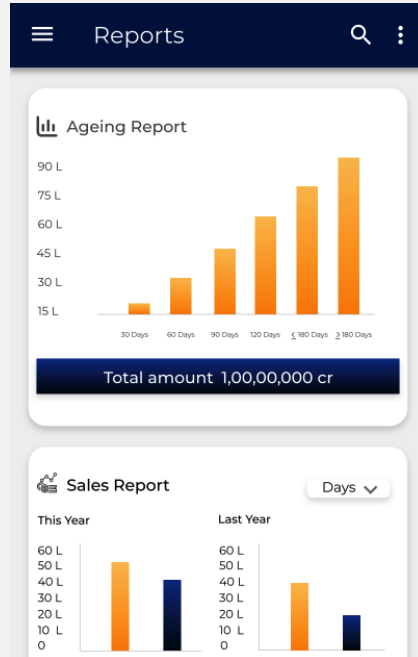 Reports
Ageing Report
90 L
75 L
60 L
45 L
30 L
15 L
30 Days 60 Days 90 Days 120 Days ≤ 180 Days ≥ 180 Days
Total amount 1,00,00,000 cr
Sales Report
Days
This Year
60 L
50 L
40 L
30 L
20 L
10 L
0
Last Year
60 L
50 L
40 L
30 L
20 L
10 L
0